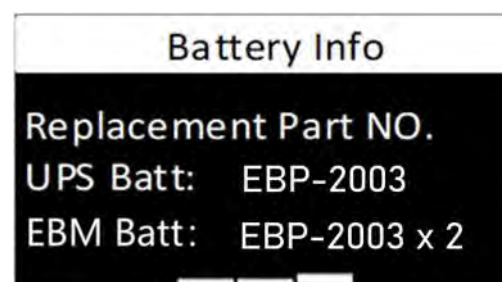 Battery Info
Replacement Part NO.
UPS Batt: EBP-2003
EBM Batt: EBP-2003 x 2